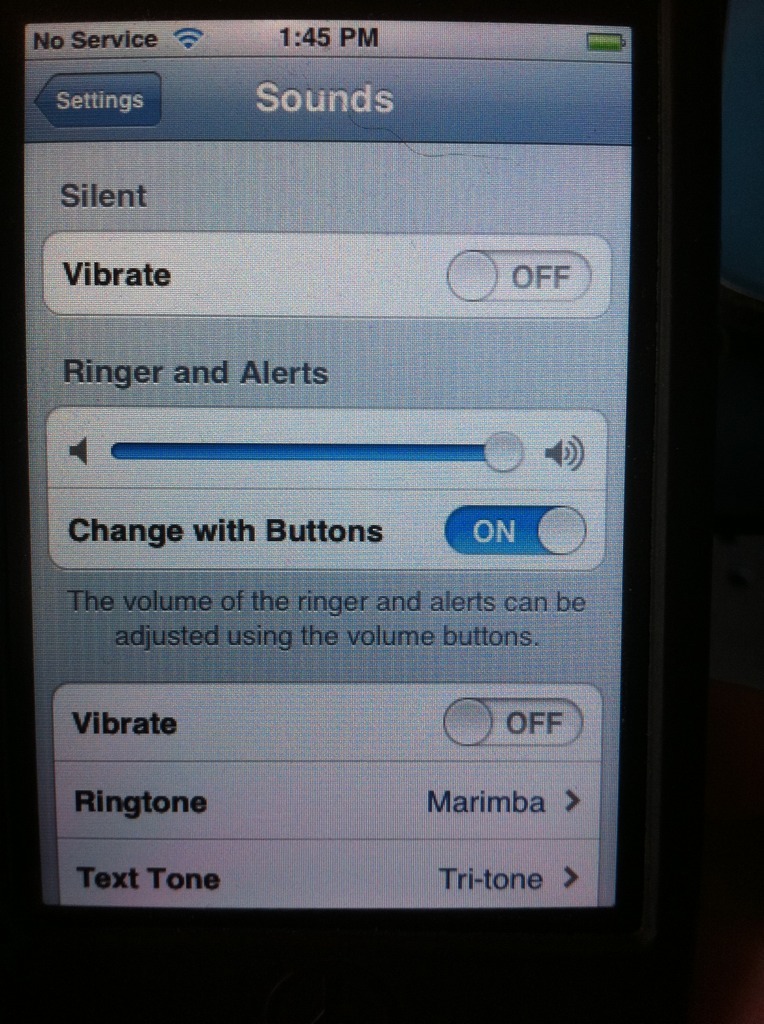 No Service 1:45 PM
Settings Sounds
Silent
Vibrate OFF
Ringer and Alerts
Change with Buttons ON
The volume of the ringer and alerts can be
adjusted using the volume buttons.
Vibrate OFF
Ringtone Marimba
Text Tone Tri-tone